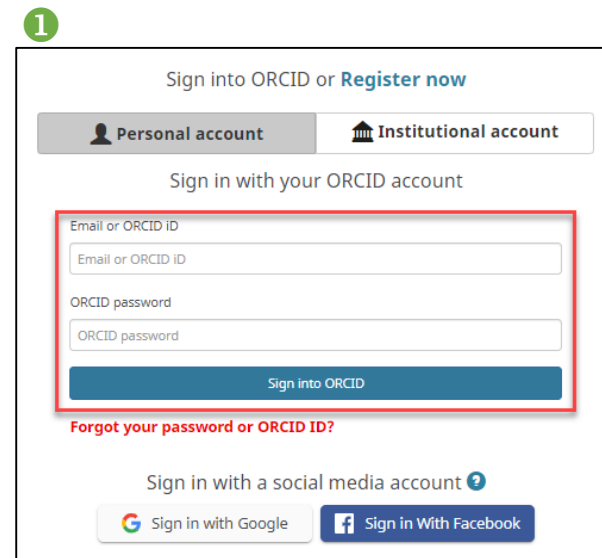 1
Sign into ORCID or Register now
Personal account Institutional account
Sign in with your ORCID account
Email or ORCID iD
Email or ORCID iD
ORCID password
ORCID password
Sign into ORCID
Forgot your password or ORCID ID?
Sign in with a social media account ?
Sign in with Google Sign in With Facebook